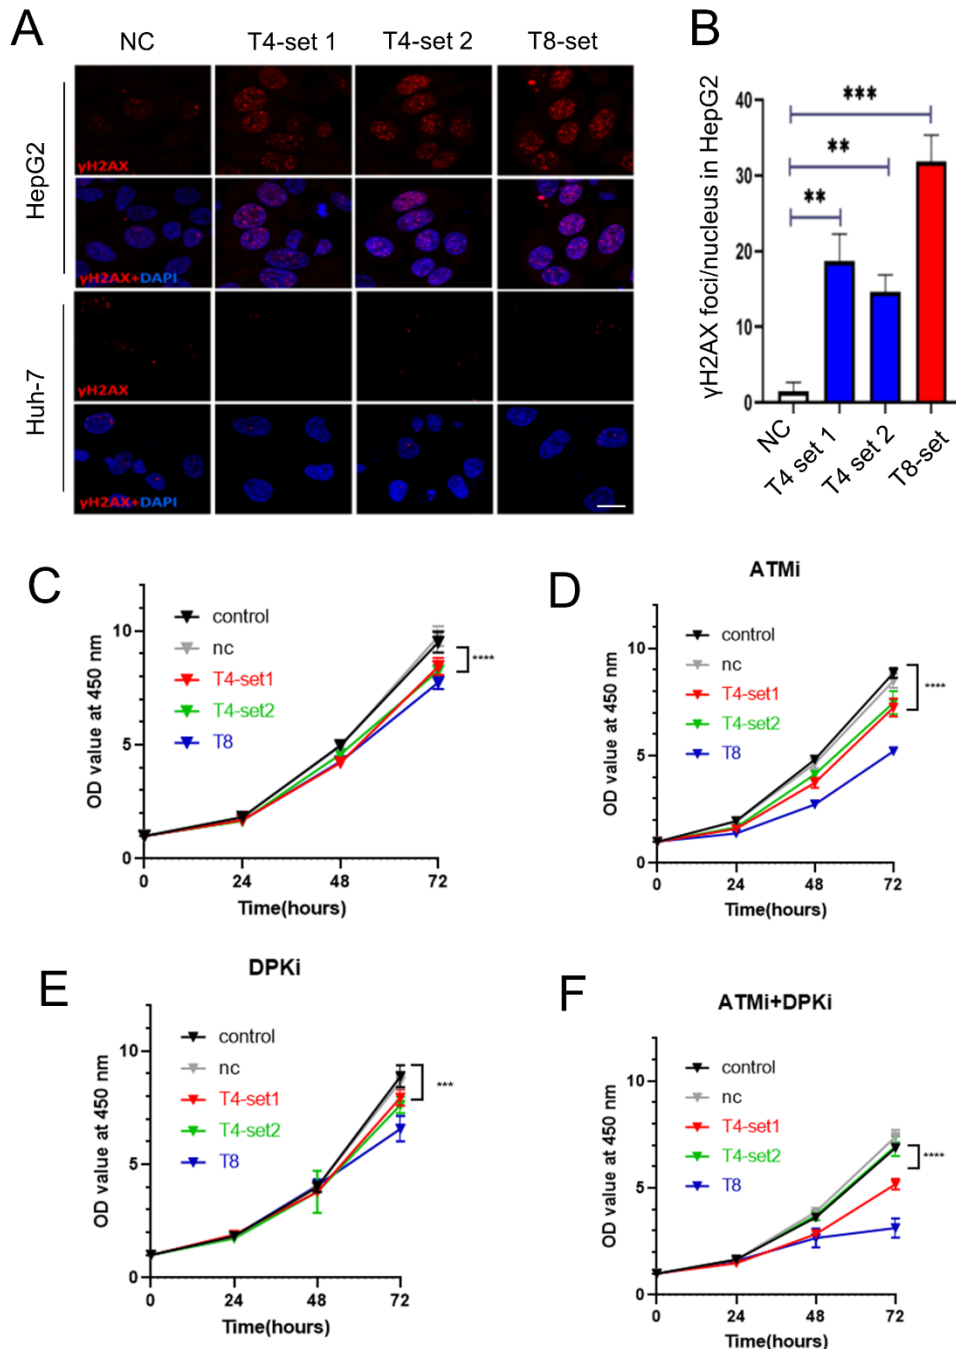 A
NC
T4-set 1
T4-set 2
T8-set
HepG2
γH2AX
γH2AX+DAPI
Huh-7
γH2AX
γH2AX+DAPI
B
γH2AX foci/nucleus in HepG2
40
30
20
10
0
***
**
**
NC
T4 set 1
T4 set 2
T8-set
C
control
nc
T4-set1
T4-set2
T8
****
OD value at 450 nm
10
5
0
0
24
48
72
Time(hours)
D
ATMi
control
nc
T4-set1
T4-set2
T8
****
OD value at 450 nm
10
5
0
0
24
48
72
Time(hours)
E
DPKi
control
nc
T4-set1
T4-set2
T8
***
OD value at 450 nm
10
5
0
0
24
48
72
Time(hours)
F
ATMi+DPKi
control
nc
T4-set1
T4-set2
T8
****
OD value at 450 nm
10
5
0
0
24
48
72
Time(hours)